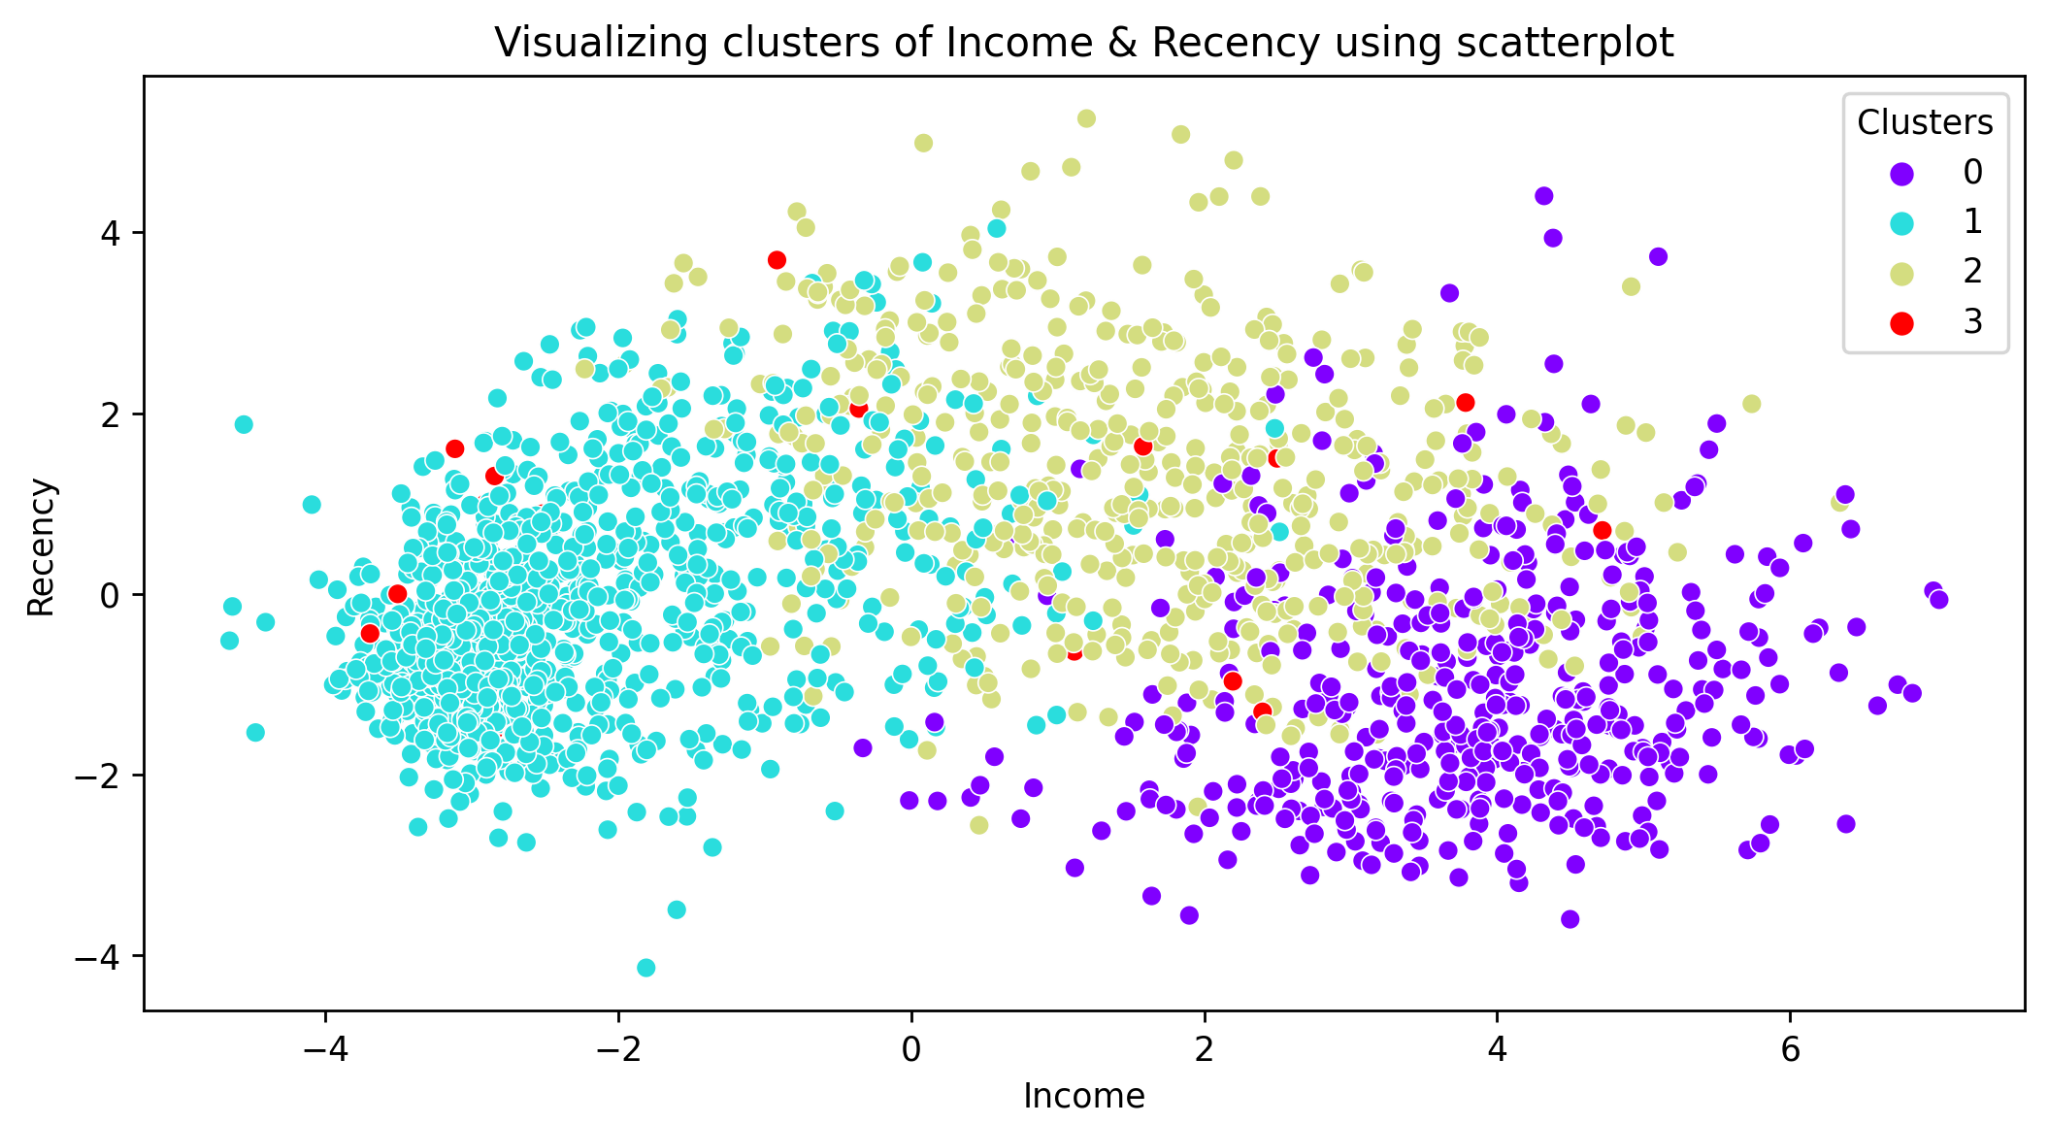 Visualizing clusters of Income & Recency using scatterplot
Clusters
0
1
2
3
4
2
0
−2
−4
Recency
−4 −2 0 2 4 6
Income